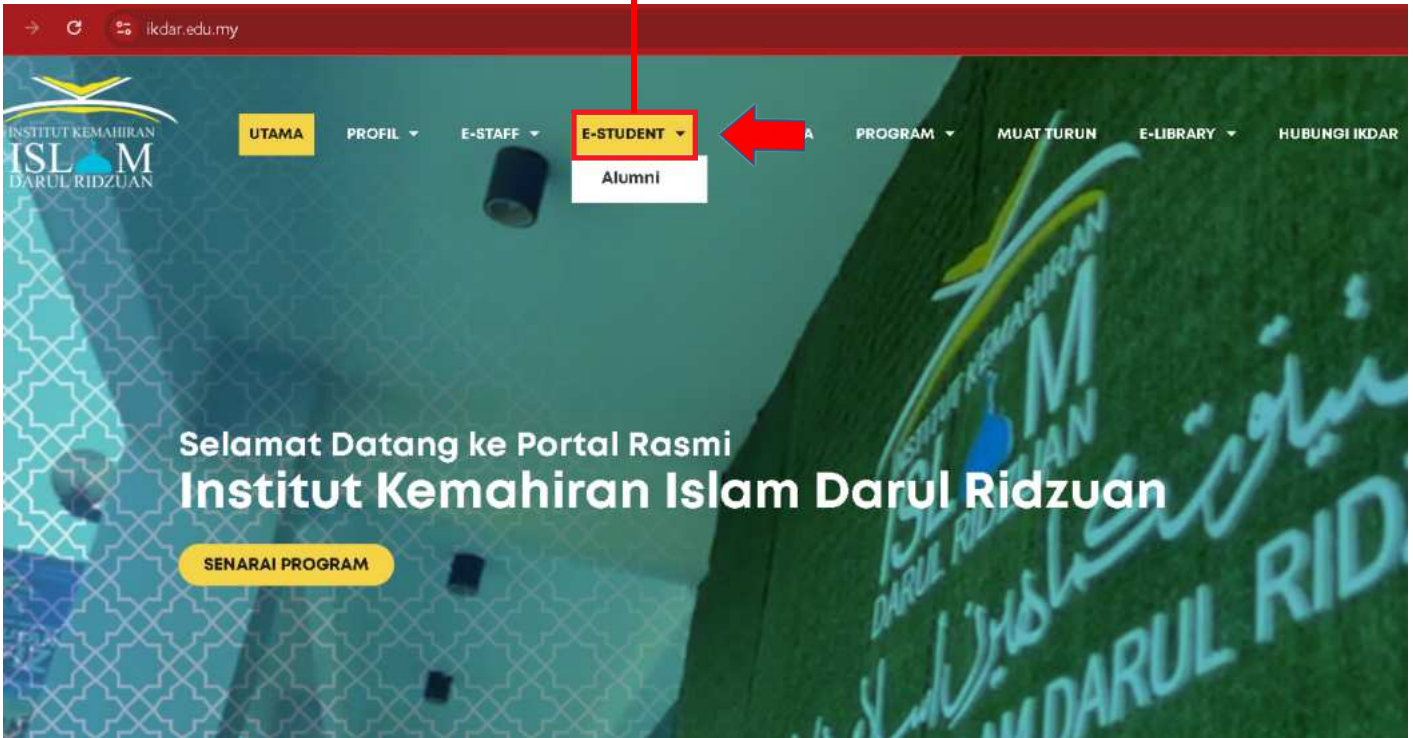 ikdar.edu.my
INSTITUT KEMAHIRAN
ISLAM
DARUL RIDZUAN
UTAMA
PROFIL
E-STAFF
E-STUDENT
A
PROGRAM
MUAT TURUN
E-LIBRARY
HUBUNGI IKDAR
Alumni
INSTITUT KEMAHIRAN
ISLAM
DARUL RIDZUAN
Selamat Datang ke Portal Rasmi
Institut Kemahiran Islam Darul Ridzuan
SENARAI PROGRAM
M DARUL RID